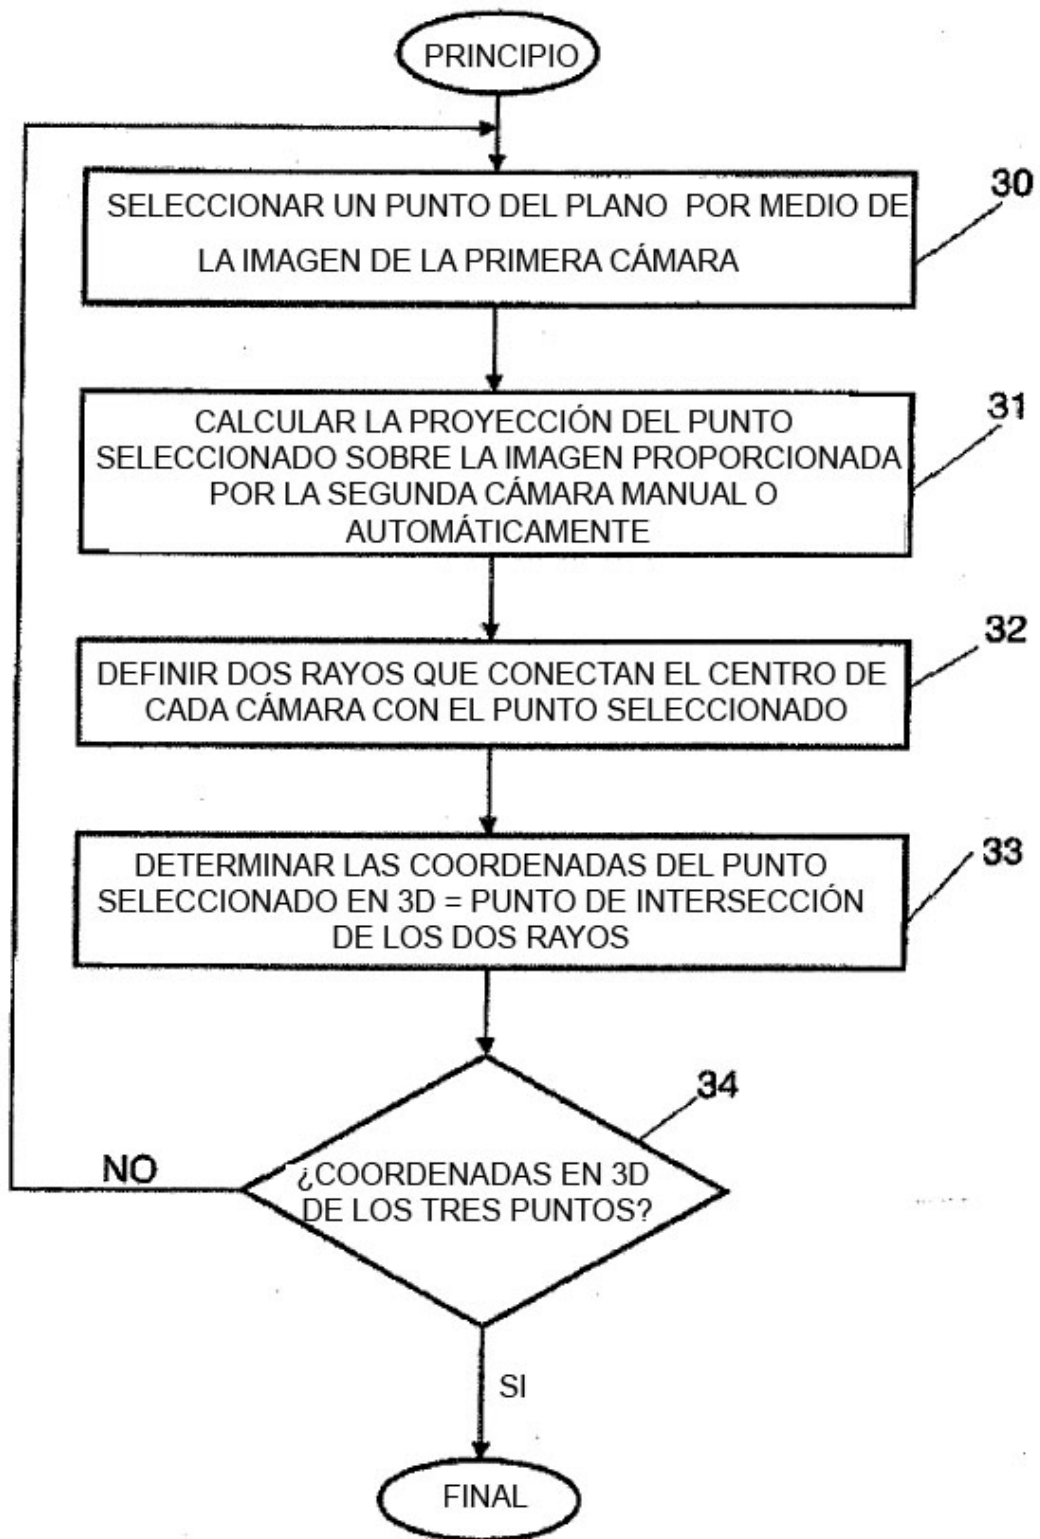 PRINCIPIO
30
SELECCIONAR UN PUNTO DEL PLANO POR MEDIO DE
LA IMAGEN DE LA PRIMERA CÁMARA
31
CALCULAR LA PROYECCIÓN DEL PUNTO
SELECCIONADO SOBRE LA IMAGEN PROPORCIONADA
POR LA SEGUNDA CÁMARA MANUAL O
AUTOMÁTICAMENTE
32
DEFINIR DOS RAYOS QUE CONECTAN EL CENTRO DE
CADA CÁMARA CON EL PUNTO SELECCIONADO
33
DETERMINAR LAS COORDENADAS DEL PUNTO
SELECCIONADO EN 3D = PUNTO DE INTERSECCIÓN
DE LOS DOS RAYOS
34
NO
¿COORDENADAS EN 3D
DE LOS TRES PUNTOS?
SI
FINAL